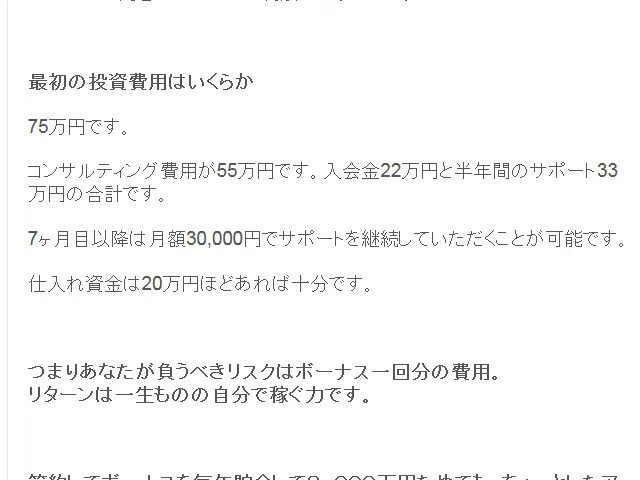 最初の投資費用はいくらか
75万円です。
コンサルティング費用が55万円です。入会金22万円と半年間のサポート33
万円の合計です。
7ヶ月目以降は月額30,000円でサポートを継続していただくことが可能です。
仕入れ資金は20万円ほどあれば十分です。
つまりあなたが負うべきリスクはボーナス一回分の費用。
リターンは一生ものの自分で稼ぐ力です。